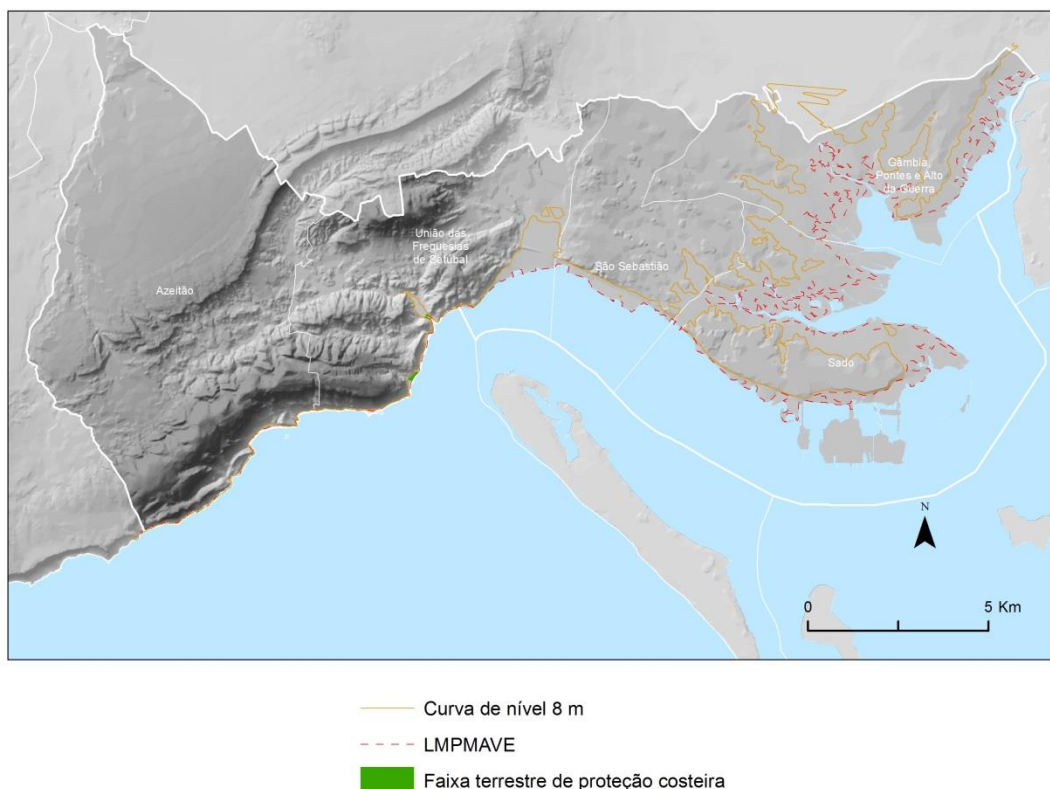 Gâmbia,
Pontes e Alto
da Guerra
União das
Freguesias
de Setúbal
São Sebastião
Azeitão
Sado
N
0 5 Km
Curva de nível 8 m
LMPMAVE
Faixa terrestre de proteção costeira